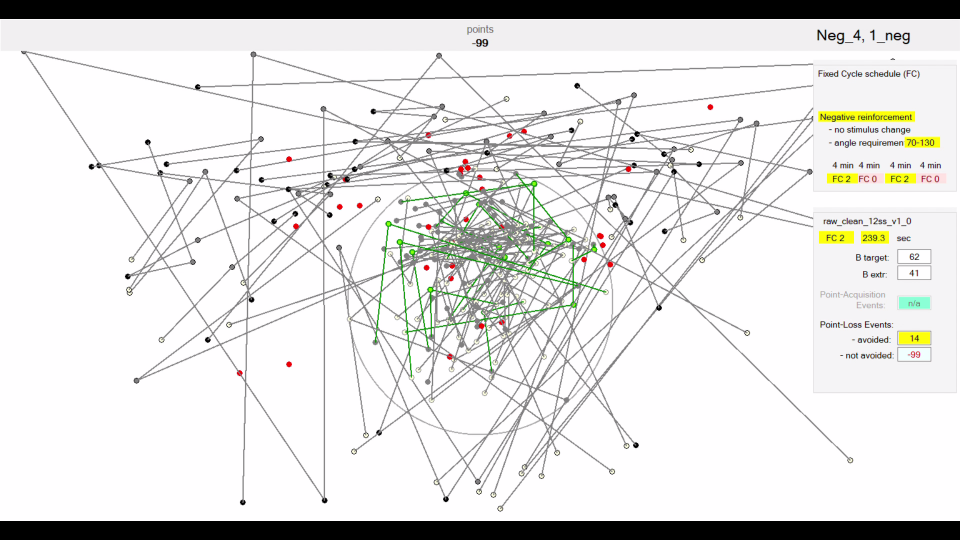 points
-99
Neg_4, 1_neg
Fixed Cycle schedule (FC)
Negative reinforcement
- no stimulus change
- angle requiremen 70-130
4 min 4 min 4 min 4 min
FC 2 FC 0 FC 2 FC 0
raw_clean_12ss_v1_0
FC 2 239.3 sec
B target: 62
B extr: 41
Point-Acquisition
Events: n/a
Point-Loss Events:
- avoided: 14
- not avoided: -99